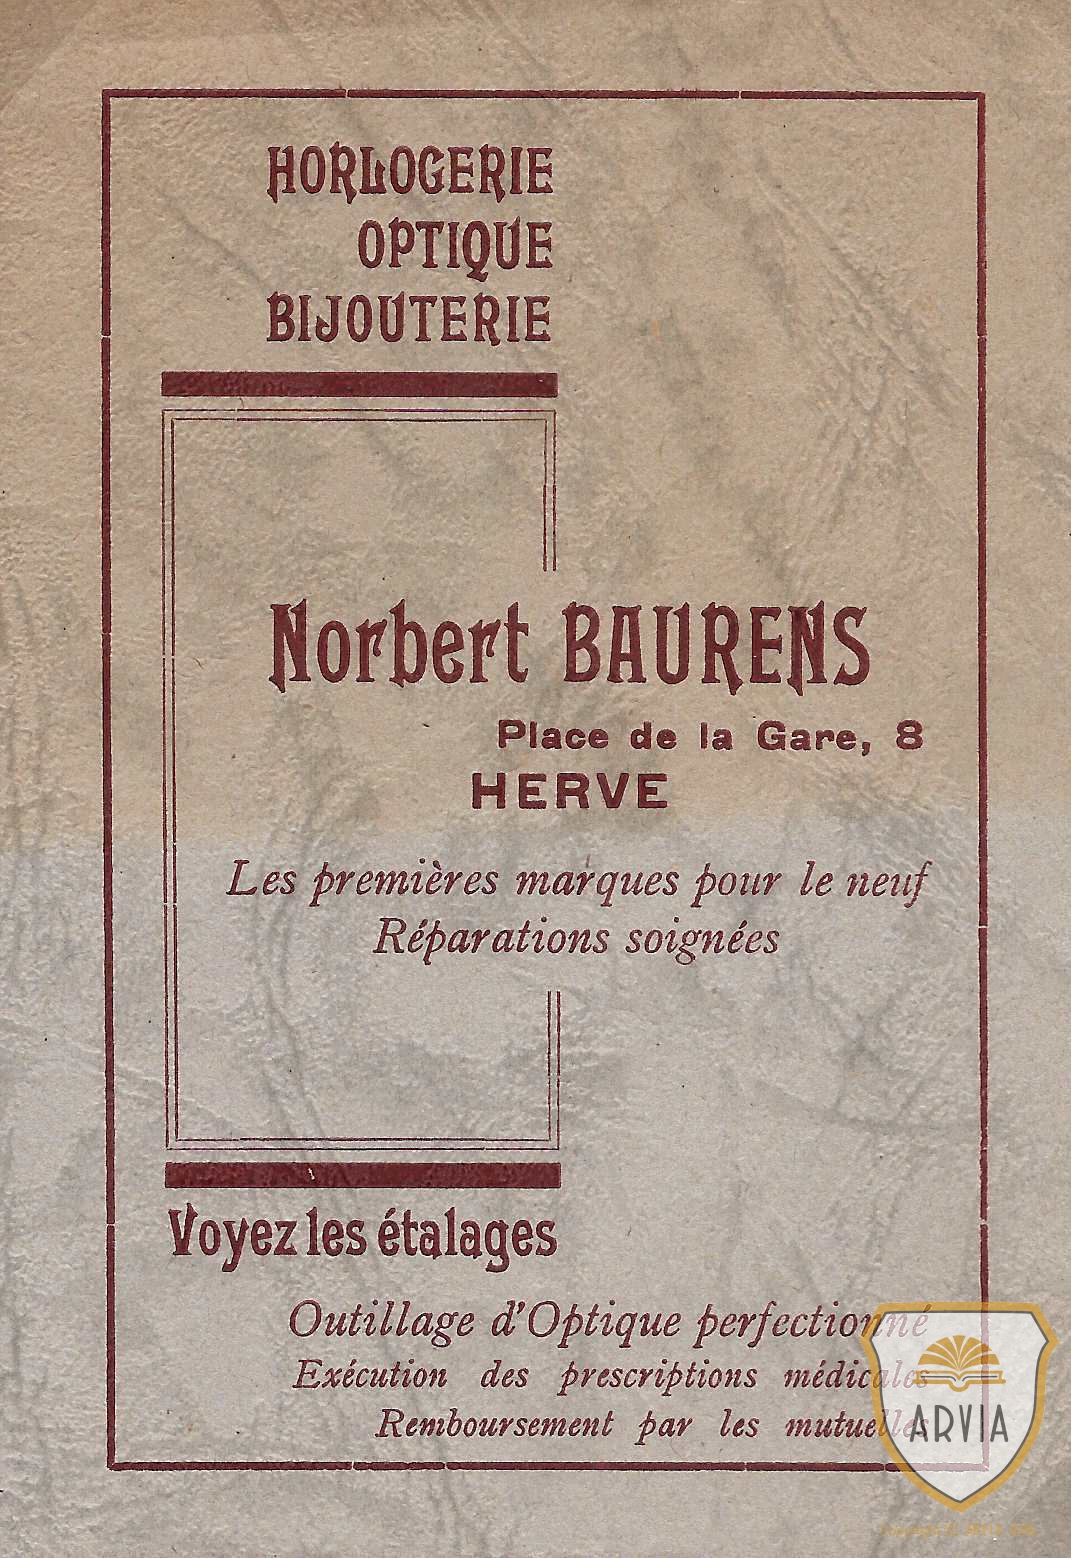 HORLOGERIE
OPTIQUE
BIJOUTERIE
Norbert BAURENS
Place de la Gare, 8
HERVE
Les premières marques pour le neuf
Réparations soignées
Voyez les étalages
Outillage d'Optique perfectionné
Exécution des prescriptions médicales
Remboursement par les mutuelles
ARVIA